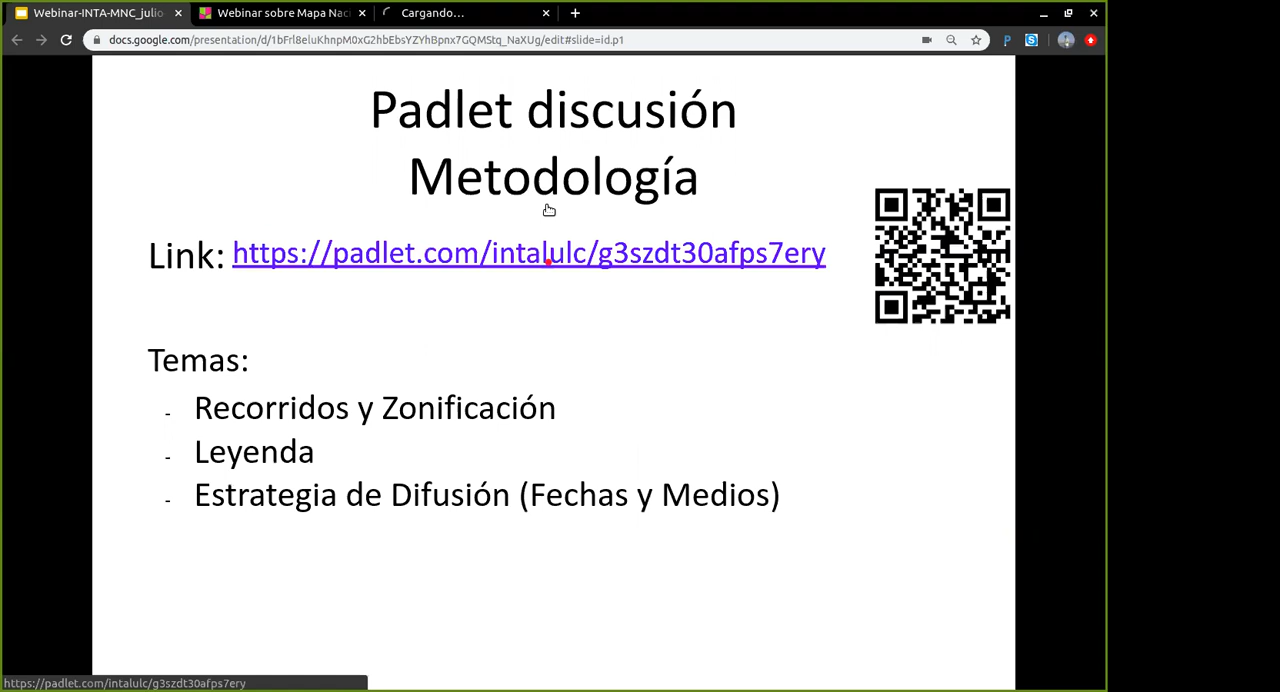 Webinar-INTA-MNC_julio
Webinar sobre Mapa Naci
Cargando...
docs.google.com/presentation/d/1bFrl8eluKhnpM0xG2hbEbsYZYhBpnx7GQMStq_NaXUg/edit#slide=id.p1
Padlet discusión
Metodología
Link: https://padlet.com/intalulc/g3szdt30afps7ery
Temas:
- Recorridos y Zonificación
- Leyenda
- Estrategia de Difusión (Fechas y Medios)
https://padlet.com/intalulc/g3szdt30afps7ery